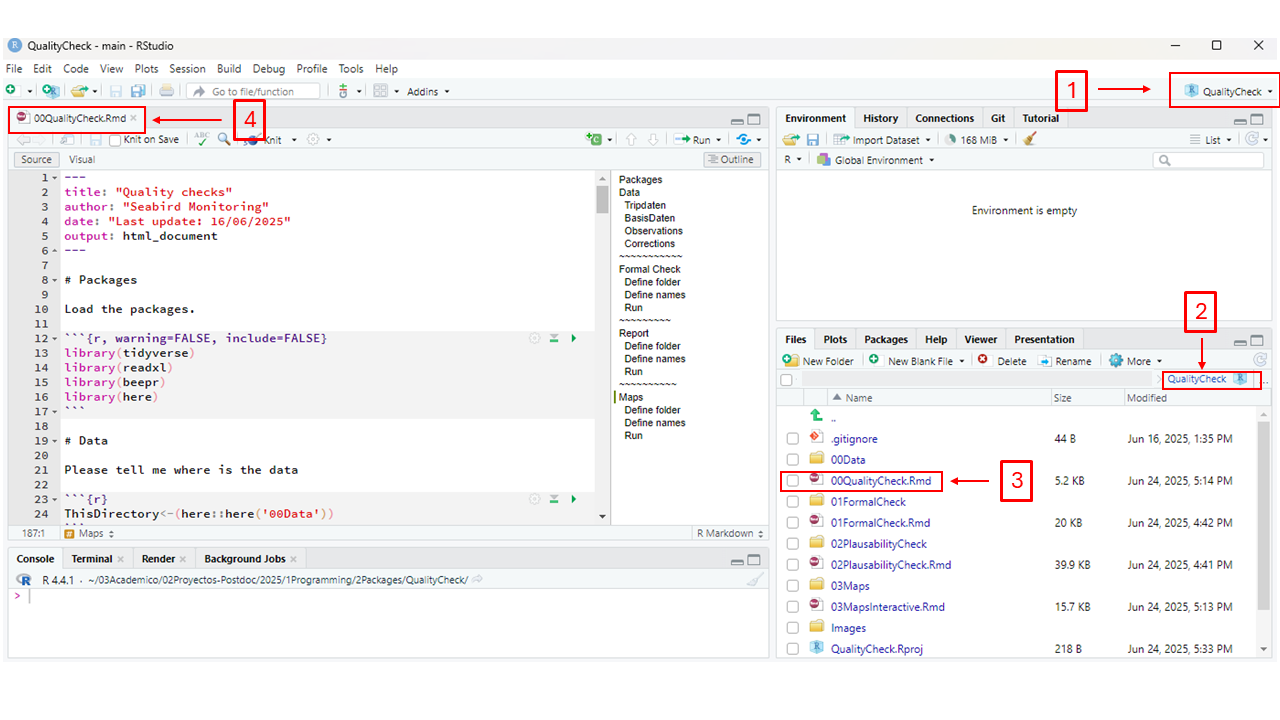 QualityCheck - main - RStudio
File Edit Code View Plots Session Build Debug Profile Tools Help
Go to file/function Addins
1
QualityCheck
00QualityCheck.Rmd
4
Knit on Save ABC Knit Run
Source Visual Outline
1 ---
2 title: "Quality checks"
3 author: "Seabird Monitoring"
4 date: "Last update: 16/06/2025"
5 output: html_document
6 ---
7
8 # Packages
9
10 Load the packages.
11
12 ```{r, warning=FALSE, include=FALSE}
13 library(tidyverse)
14 library(readxl)
15 library(beepr)
16 library(here)
17 ```
18
19 # Data
20
21 Please tell me where is the data
22
23 ```{r}
24 ThisDirectory<-(here::here('00Data'))
187:1 Maps R Markdown
Packages
Data
Tripdaten
BasisDaten
Observations
Corrections
~~~~~~~~~~~
Formal Check
Define folder
Define names
Run
~~~~~~~~~
Report
Define folder
Define names
Run
~~~~~~~~~~
Maps
Define folder
Define names
Run
Console Terminal Render Background Jobs
R R 4.4.1 · ~/03Academico/02Proyectos-Postdoc/2025/1Programming/2Packages/QualityCheck/
>
Environment History Connections Git Tutorial
Import Dataset 168 MiB List
R Global Environment
Environment is empty
2
Files Plots Packages Help Viewer Presentation
New Folder New Blank File Delete Rename More
QualityCheck ...
Name Size Modified
..
.gitignore 44 B Jun 16, 2025, 1:35 PM
00Data
00QualityCheck.Rmd 5.2 KB Jun 24, 2025, 5:14 PM
3
01FormalCheck
01FormalCheck.Rmd 20 KB Jun 24, 2025, 4:42 PM
02PlausabilityCheck
02PlausabilityCheck.Rmd 39.9 KB Jun 24, 2025, 4:41 PM
03Maps
03MapsInteractive.Rmd 15.7 KB Jun 24, 2025, 5:13 PM
Images
QualityCheck.Rproj 218 B Jun 24, 2025, 5:33 PM